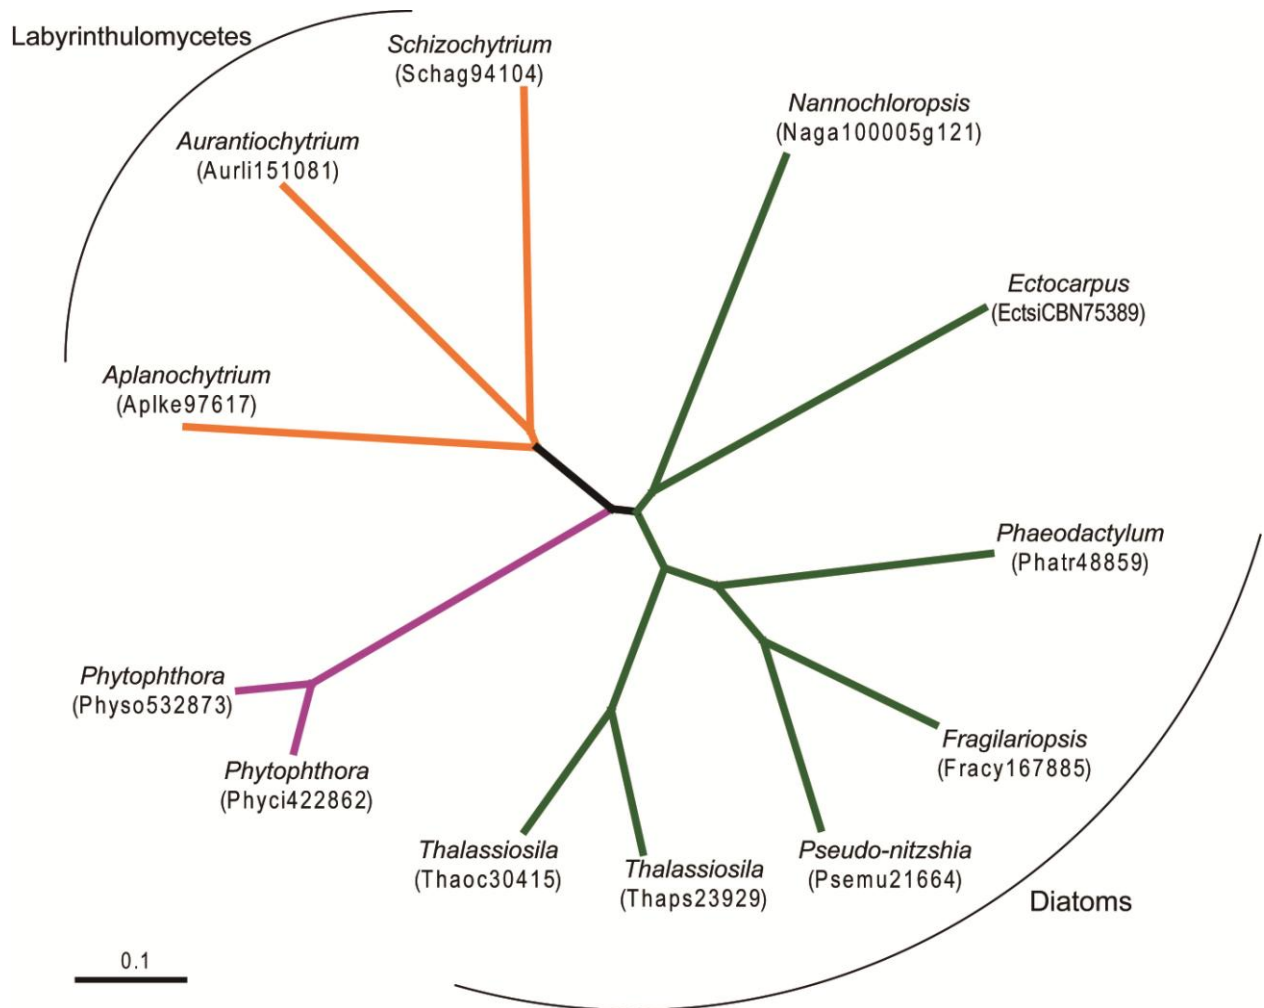 Labyrinthulomycetes
Schizochytrium
(Schag94104)
Nannochloropsis
(Naga100005g121)
Aurantiochytrium
(Aurli151081)
Ectocarpus
(EctsiCBN75389)
Aplanochytrium
(Aplke97617)
Phaeodactylum
(Phatr48859)
Phytophthora
(Physo532873)
Fragilariopsis
(Fracy167885)
Phytophthora
(Phyci422862)
Thalassiosila
(Thaoc30415)
Thalassiosila
(Thaps23929)
Pseudo-nitzshia
(Psemu21664)
Diatoms
0.1